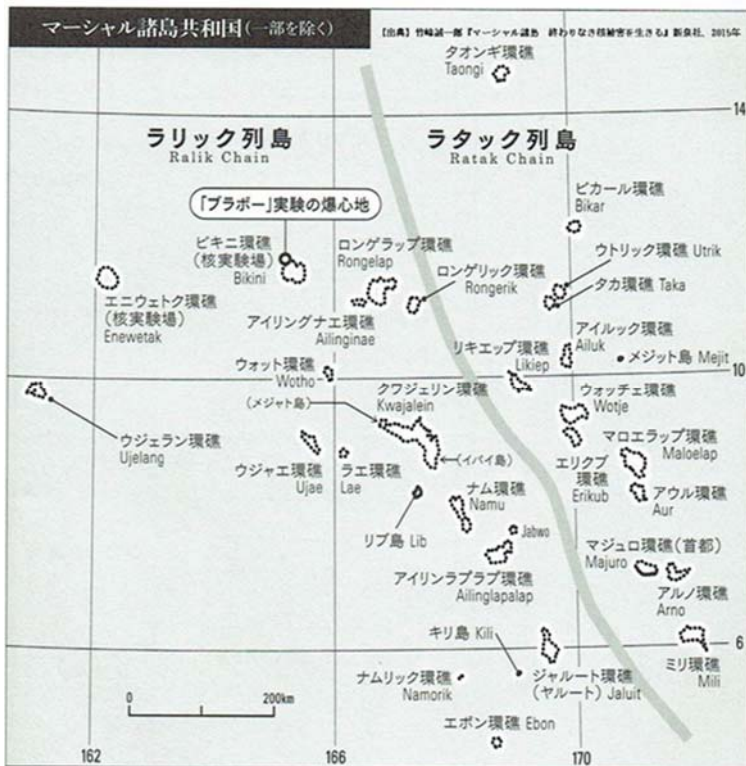 マーシャル諸島共和国(一部を除く)
【出典】竹峰誠一郎『マーシャル諸島 終わりなき核被害を生きる』新泉社、2015年
タオンギ環礁
Taongi
14
ラリック列島
Ralik Chain
ラタック列島
Ratak Chain
「ブラボー」実験の爆心地
ビカール環礁
Bikar
ビキニ環礁
(核実験場)
Bikini
ロンゲラップ環礁
Rongelap
ウトリック環礁 Utrik
ロンゲリック環礁
Rongerik
タカ環礁 Taka
エニウェトク環礁
(核実験場)
Enewetak
アイリングナエ環礁
Ailinginae
アイルック環礁
Ailuk
リキエップ環礁
Likiep
メジット島 Mejit
ウォット環礁
Wotho
10
クワジェリン環礁
Kwajalein
(メジャト島)
ウォッチェ環礁
Wotje
ウジェラン環礁
Ujelang
ウジャエ環礁
Ujae
ラエ環礁
Lae
(イバイ島)
エリクブ
環礁
Erikub
マロエラップ環礁
Maloelap
リブ島 Lib
ナム環礁
Namu
アウル環礁
Aur
Jabwo
マジュロ環礁(首都)
Majuro
アイリンラプラプ環礁
Ailinglapalap
アルノ環礁
Arno
キリ島 Kili
6
ナムリック環礁
Namorik
ジャルート環礁
(ヤルート) Jaluit
ミリ環礁
Mili
0 200km
エボン環礁 Ebon
162 166 170